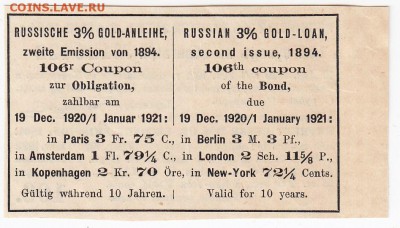 www.СТАРЫЕ МОНЕТЫ.ru
COINS.LAVE.RU
RUSSISCHE 3% GOLD-ANLEIHE,
zweite Emission von 1894.
106r Coupon
zur Obligation,
zahlbar am
19 Dec. 1920/1 Januar 1921:
RUSSIAN 3% GOLD-LOAN,
second issue, 1894.
106th coupon
of the Bond,
due
19 Dec. 1920/1 January 1921:
in Paris 3 Fr. 75 C., in Berlin 3 M. 3 Pf.,
in Amsterdam 1 Fl. 79¼ C., in London 2 Sch. 11⅝ P.,
in Kopenhagen 2 Kr. 70 Öre, in New-York 72¼ Cents.
Gültig während 10 Jahren.
Valid for 10 years.